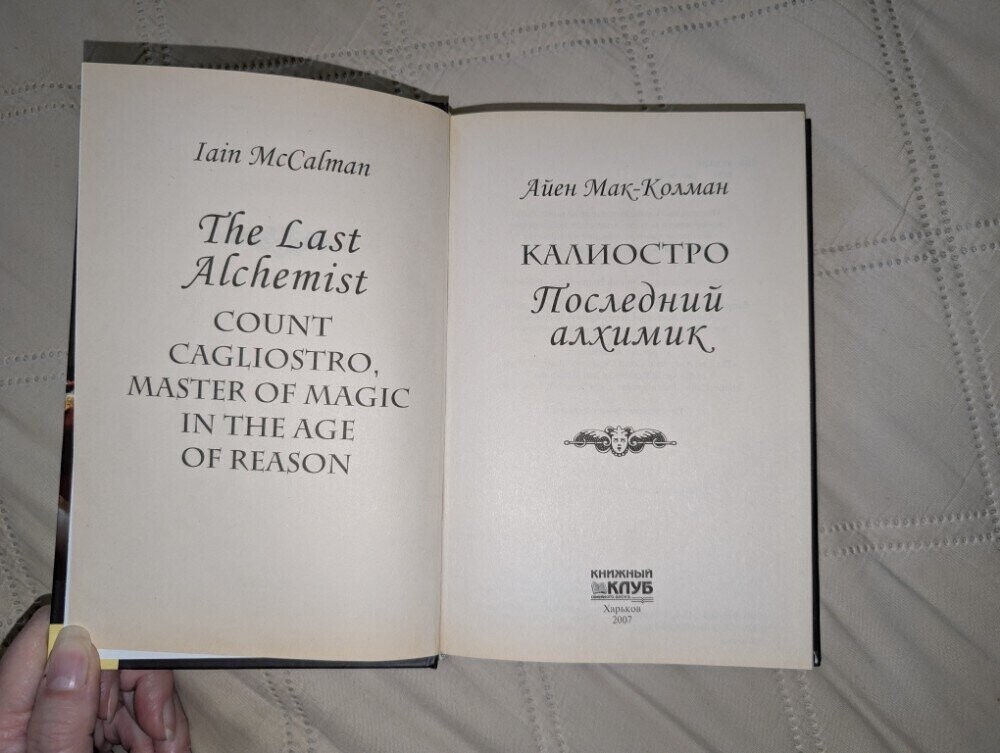 Iain McCalman
The Last
Alchemist
COUNT
CAGLIOSTRO,
MASTER OF MAGIC
IN THE AGE
OF REASON
Айен Мак-Колман
КАЛИОСТРО
Последний
алхимик
КНИЖНЫЙ
КЛУБ
Харьков
2007